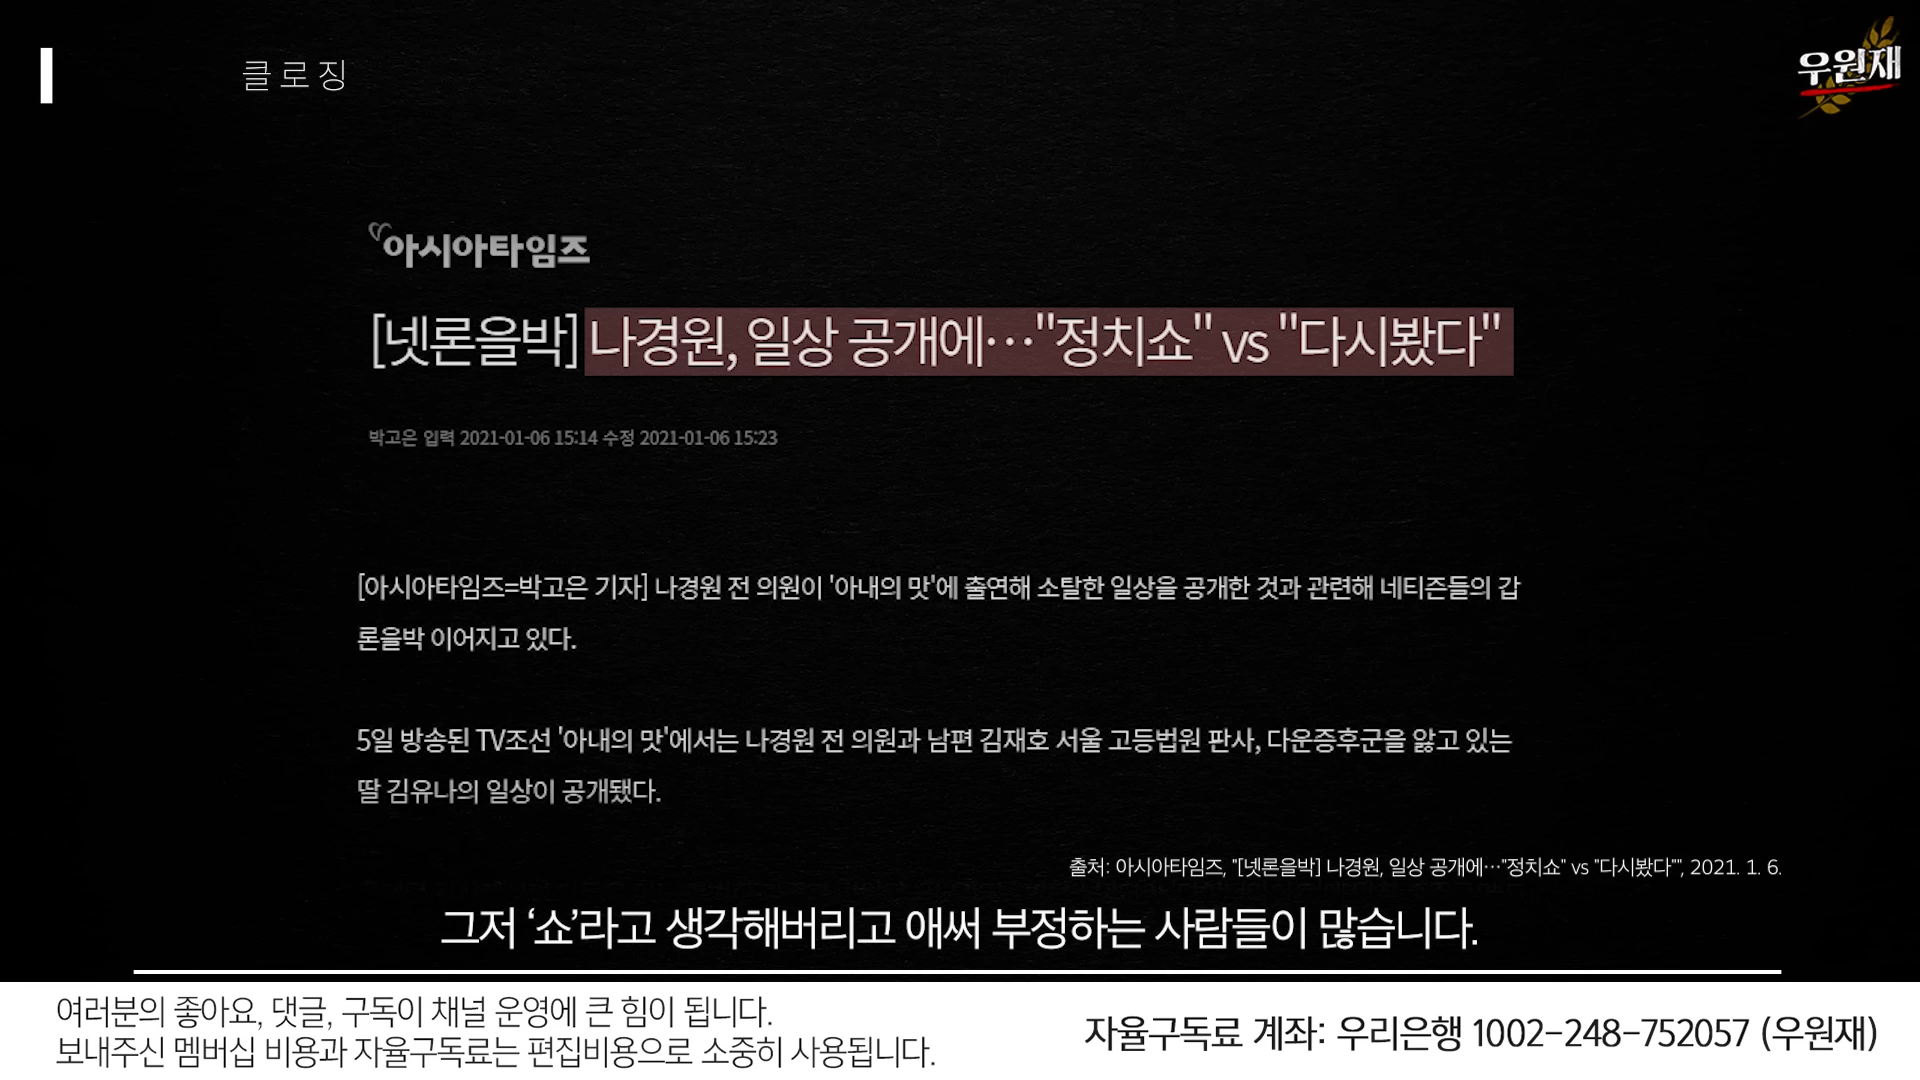 클로징
우원재
아시아타임즈
[넷론을박] 나경원, 일상 공개에…"정치쇼" vs "다시봤다"
박고은 입력 2021-01-06 15:14 수정 2021-01-06 15:23
[아시아타임즈=박고은 기자] 나경원 전 의원이 '아내의 맛'에 출연해 소탈한 일상을 공개한 것과 관련해 네티즌들의 갑
론을박 이어지고 있다.
5일 방송된 TV조선 '아내의 맛'에서는 나경원 전 의원과 남편 김재호 서울 고등법원 판사, 다운증후군을 앓고 있는
딸 김유나의 일상이 공개됐다.
출처: 아시아타임즈, "[넷론을박] 나경원, 일상 공개에…"정치쇼" vs "다시봤다"", 2021. 1. 6.
그저 ‘쇼’라고 생각해버리고 애써 부정하는 사람들이 많습니다.
여러분의 좋아요, 댓글, 구독이 채널 운영에 큰 힘이 됩니다.
보내주신 멤버십 비용과 자율구독료는 편집비용으로 소중히 사용됩니다.
자율구독료 계좌: 우리은행 1002-248-752057 (우원재)